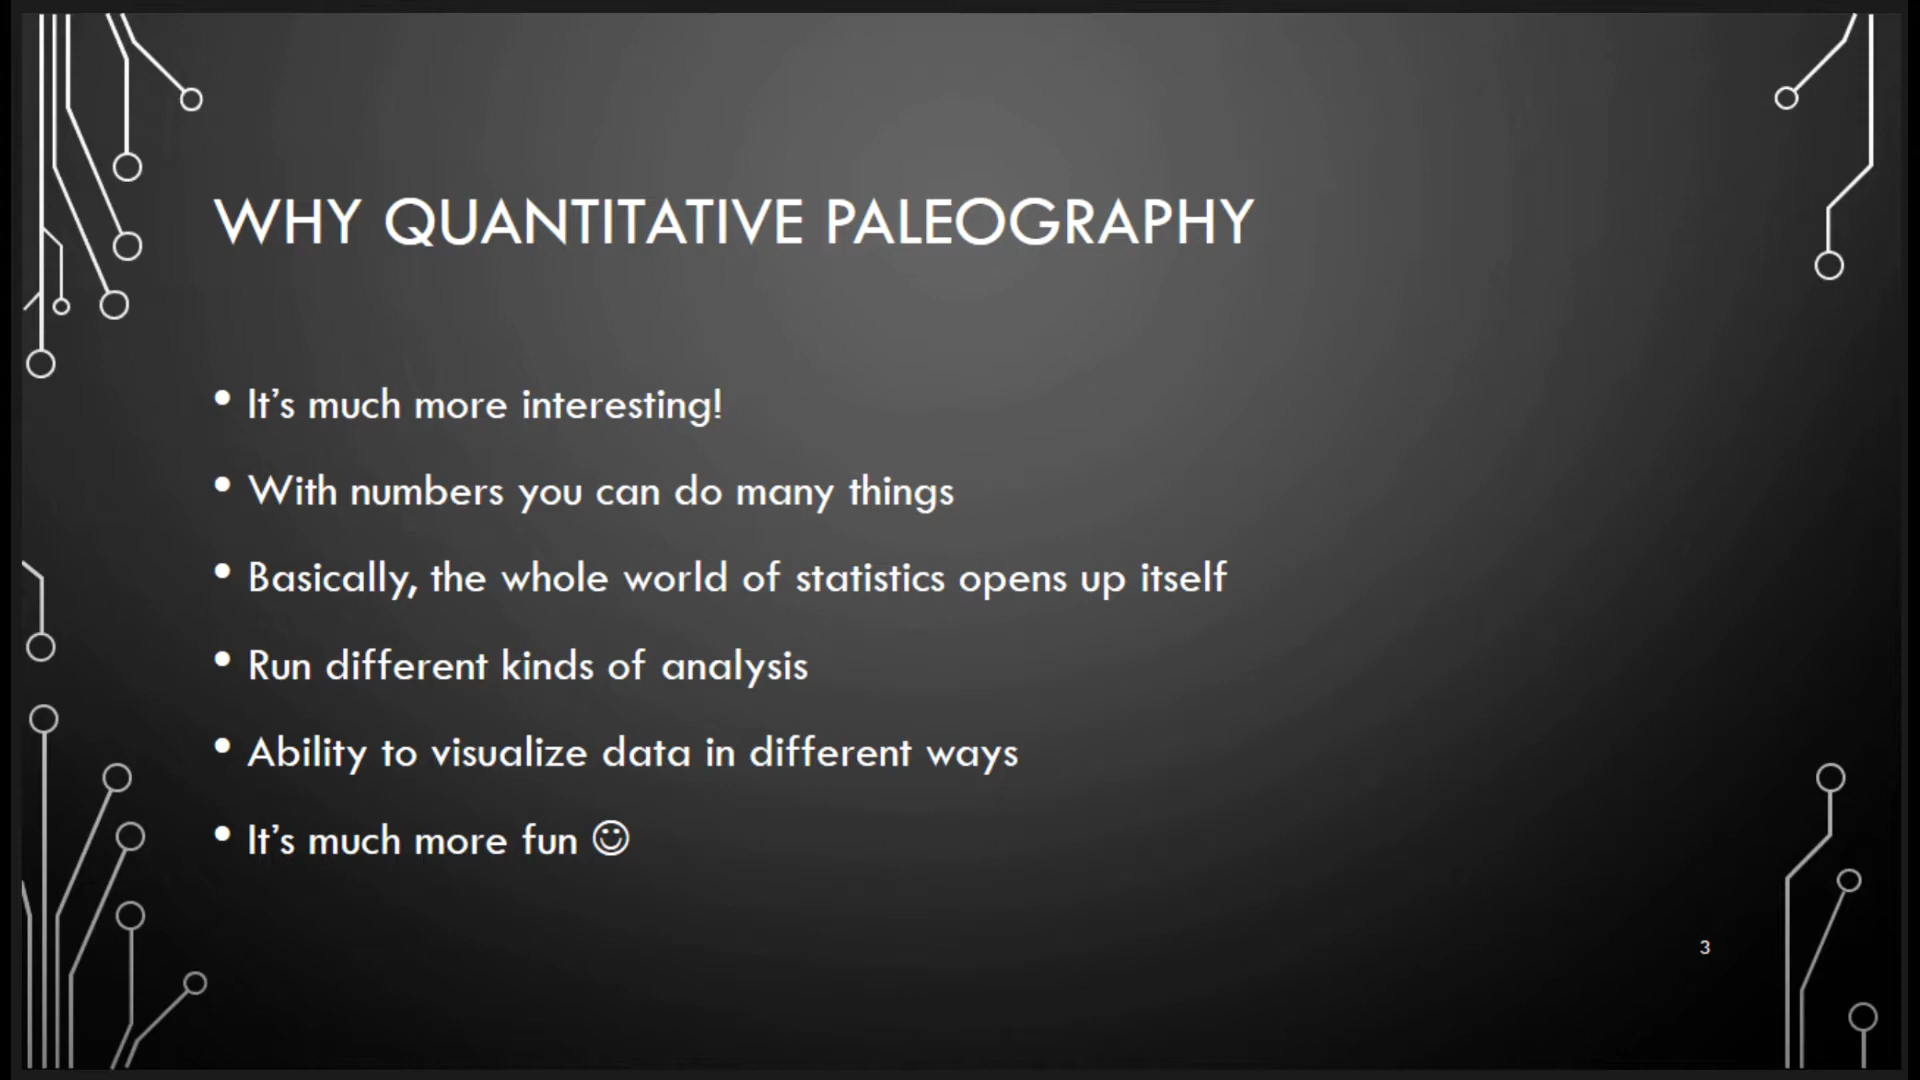 WHY QUANTITATIVE PALEOGRAPHY
• It’s much more interesting!
• With numbers you can do many things
• Basically, the whole world of statistics opens up itself
• Run different kinds of analysis
• Ability to visualize data in different ways
• It’s much more fun ☺
3